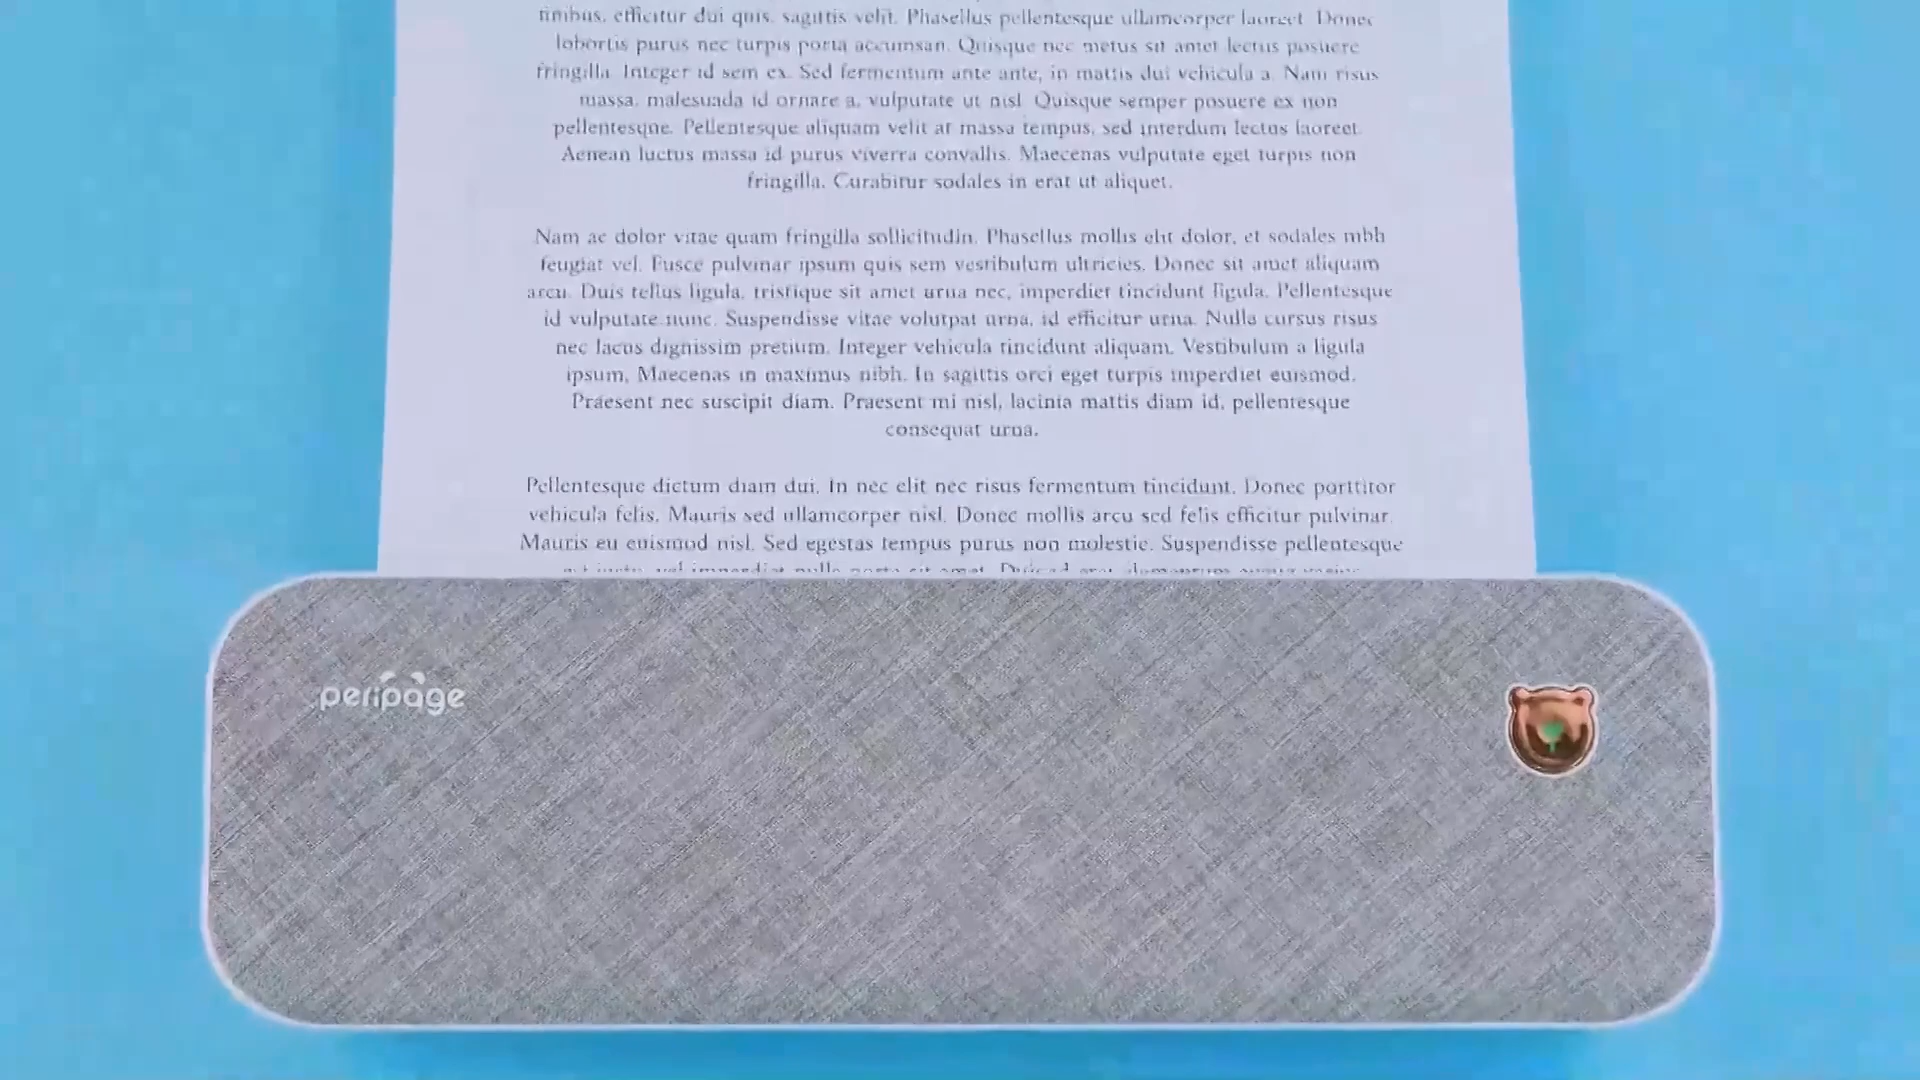 finibus, efficitur dui quis, sagittis velit. Phasellus pellentesque ullamcorper laoreet. Donec
lobortis purus nec turpis porta accumsan. Quisque nec metus sit amet lectus posuere
fringilla. Integer id sem ex. Sed fermentum ante ante, in mattis dui vehicula a. Nam risus
massa, malesuada id ornare a, vulputate ut nisl. Quisque semper posuere ex non
pellentesque. Pellentesque aliquam velit at massa tempus, sed interdum lectus laoreet.
Aenean luctus massa id purus viverra convallis. Maecenas vulputate eget turpis non
fringilla. Curabitur sodales in erat ut aliquet.
Nam ac dolor vitae quam fringilla sollicitudin. Phasellus mollis elit dolor, et sodales nibh
feugiat vel. Fusce pulvinar ipsum quis sem vestibulum ultricies. Donec sit amet aliquam
arcu. Duis tellus ligula, tristique sit amet urna nec, imperdiet tincidunt ligula. Pellentesque
id vulputate nunc. Suspendisse vitae volutpat urna, id efficitur urna. Nulla cursus risus
nec lacus dignissim pretium. Integer vehicula tincidunt aliquam. Vestibulum a ligula
ipsum. Maecenas in maximus nibh. In sagittis orci eget turpis imperdiet euismod.
Praesent nec suscipit diam. Praesent mi nisl, lacinia mattis diam id, pellentesque
consequat urna.
Pellentesque dictum diam dui. In nec elit nec risus fermentum tincidunt. Donec porttitor
vehicula felis. Mauris sed ullamcorper nisl. Donec mollis arcu sed felis efficitur pulvinar.
Mauris eu euismod nisl. Sed egestas tempus purus non molestie. Suspendisse pellentesque
vel imperdiet nulla porta sit amet. Duis ad erat elementum
peripage